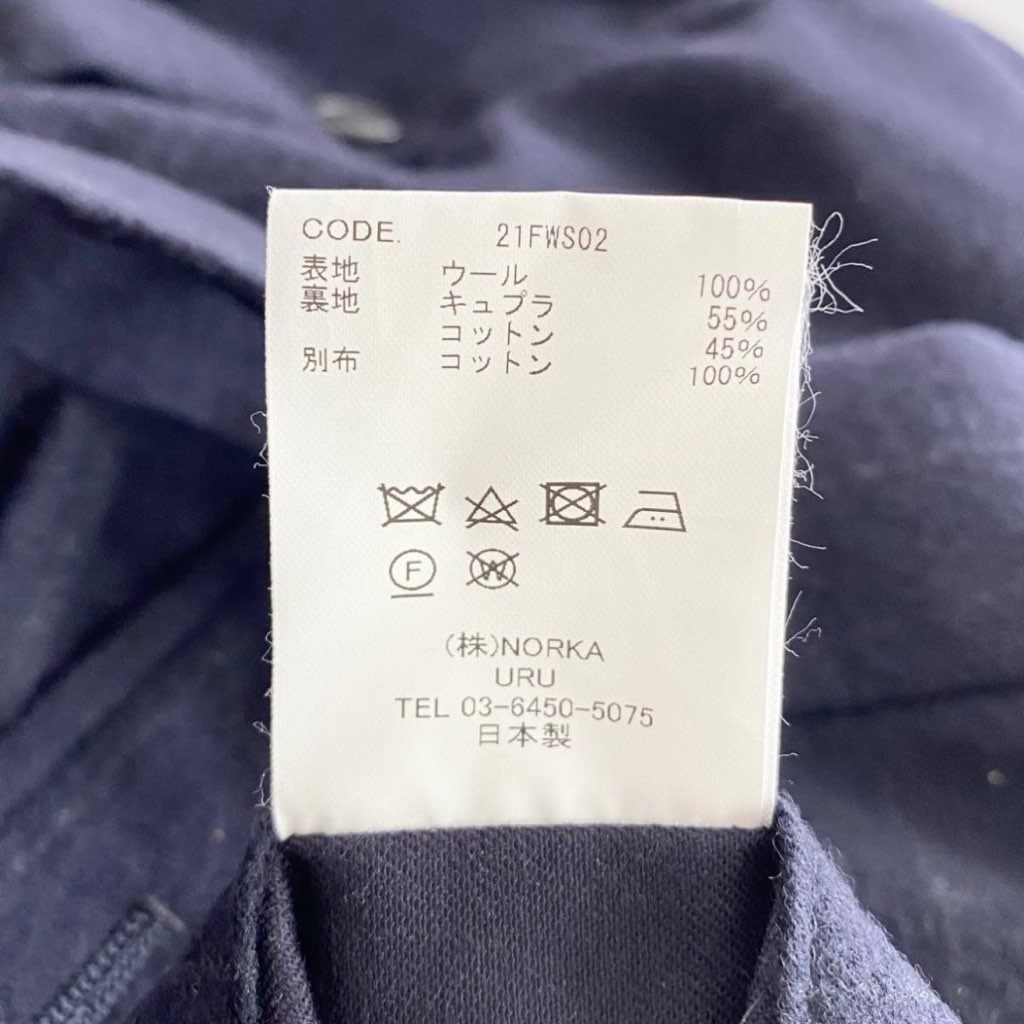 CODE. 21FWS02
表地 ウール 100%
裏地 キュプラ 55%
コットン 45%
別布 コットン 100%
F W
(株)NORKA
URU
TEL 03-6450-5075
日本製